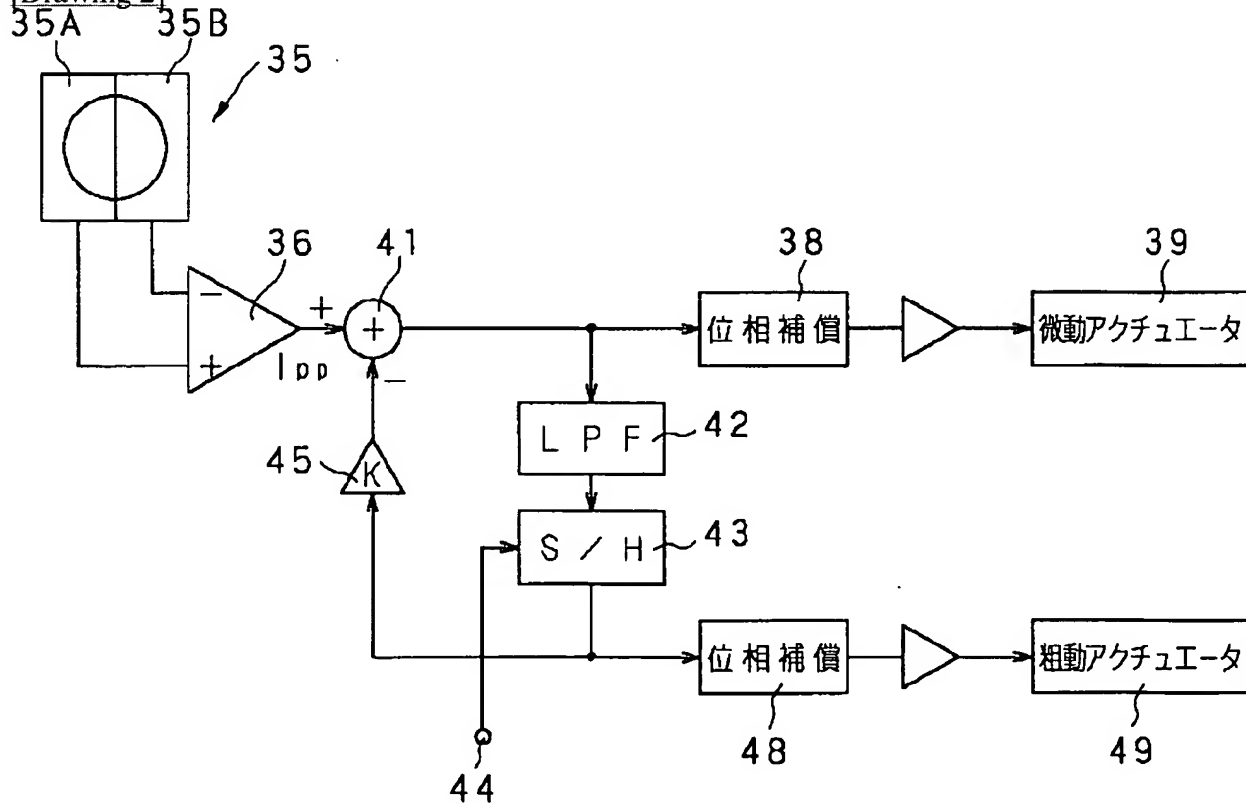 [Drawing 2]
35A 35B
35
36
41
38
39
−
+
+
+
Ipp
−
位相補償
微動アクチュエータ
LPF
42
45
K
S/H
43
位相補償
粗動アクチュエータ
44
48
49